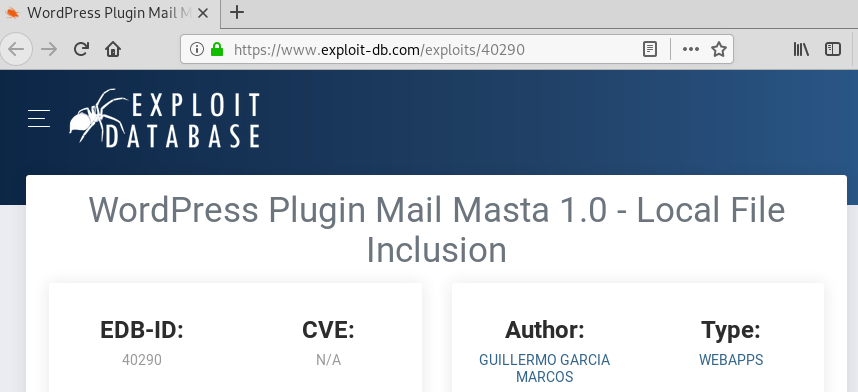 WordPress Plugin Mail M
https://www.exploit-db.com/exploits/40290
EXPLOIT
DATABASE
WordPress Plugin Mail Masta 1.0 - Local File
Inclusion
EDB-ID:
40290
CVE:
N/A
Author:
GUILLERMO GARCIA
MARCOS
Type:
WEBAPPS